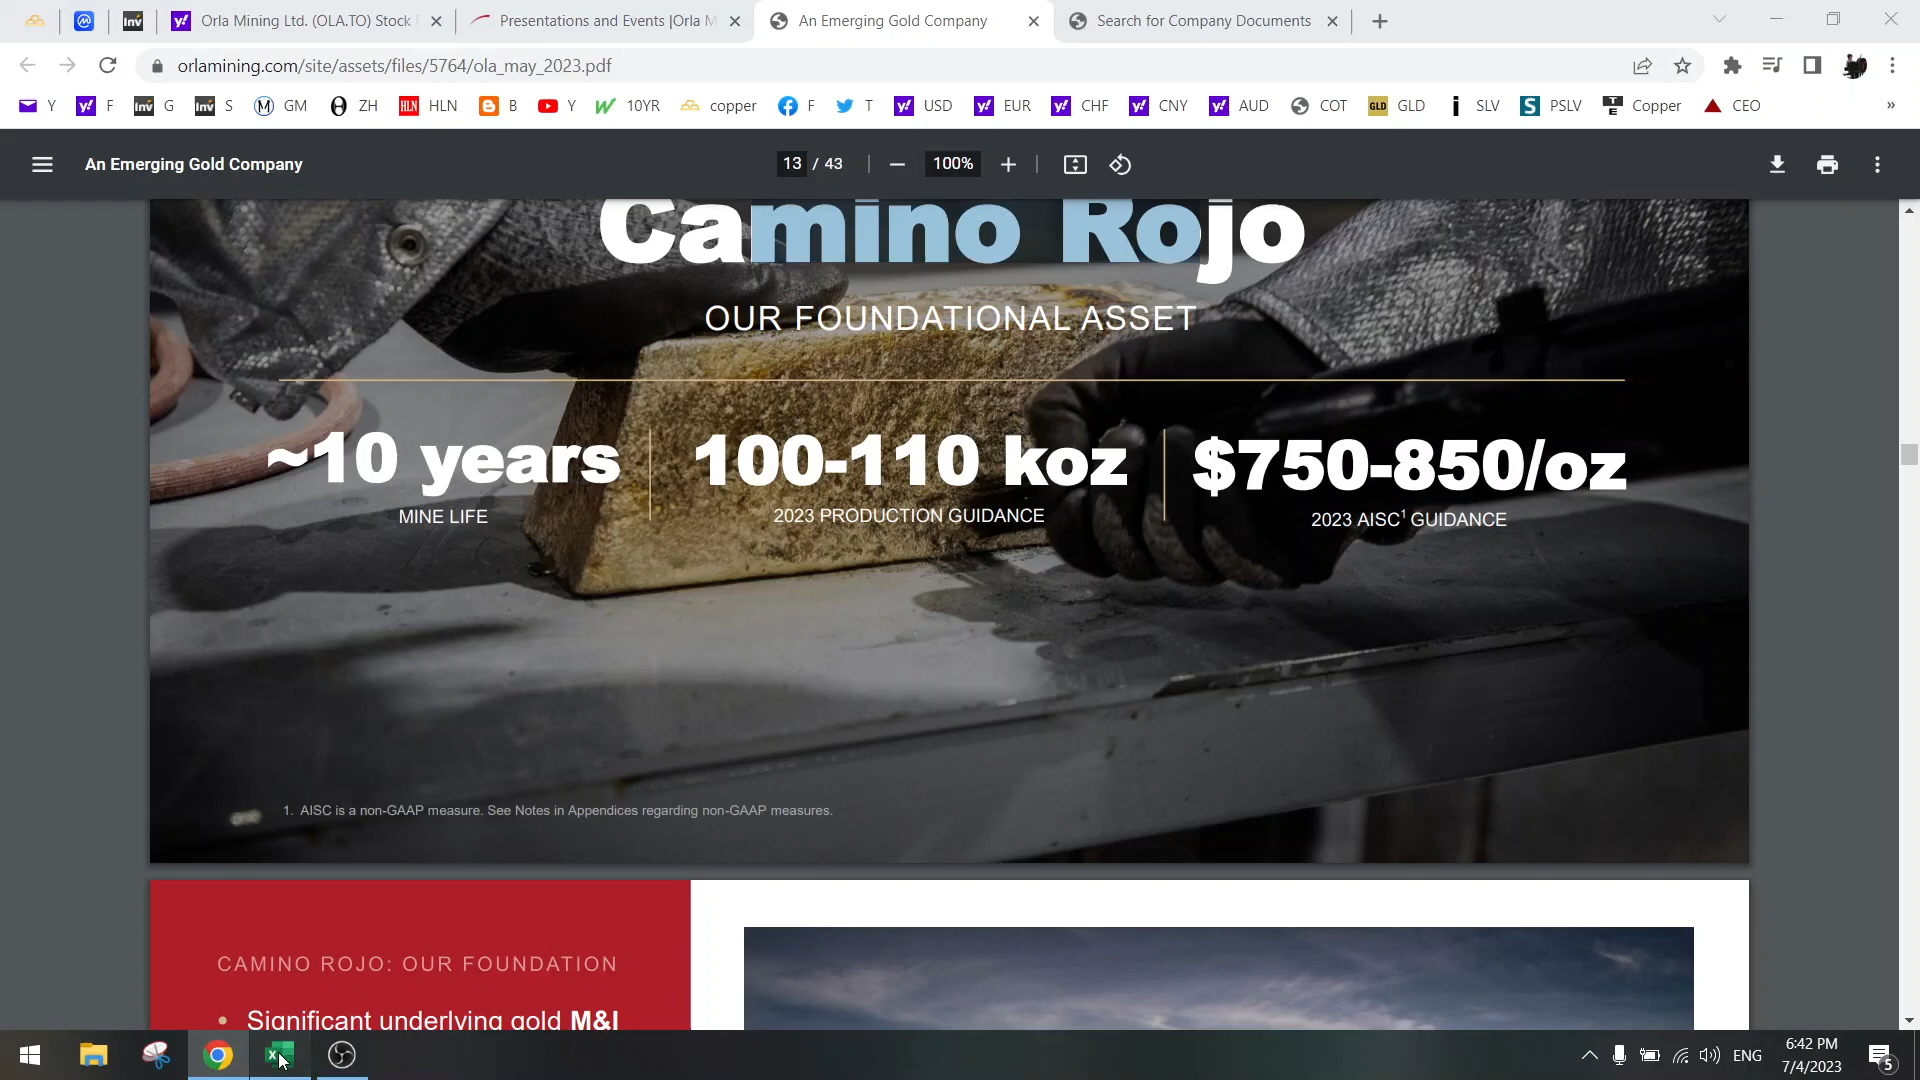 Orla Mining Ltd. (OLA.TO) Stock
Presentations and Events |Orla M
An Emerging Gold Company
Search for Company Documents
orlamining.com/site/assets/files/5764/ola_may_2023.pdf
Y F G S GM ZH HLN B Y 10YR copper F T USD EUR CHF CNY AUD COT GLD SLV PSLV Copper CEO »
An Emerging Gold Company
13 / 43
100%
Camino Rojo
OUR FOUNDATIONAL ASSET
~10 years
MINE LIFE
100-110 koz
2023 PRODUCTION GUIDANCE
$750-850/oz
2023 AISC¹ GUIDANCE
1. AISC is a non-GAAP measure. See Notes in Appendices regarding non-GAAP measures.
CAMINO ROJO: OUR FOUNDATION
• Significant underlying gold M&I
ENG
6:42 PM
7/4/2023
5